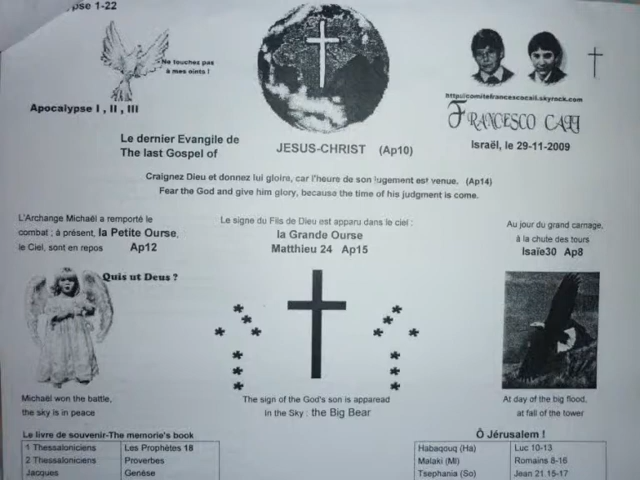 pse 1-22
Ne touchez pas
à mes oints !
Apocalypse I , II , III
http://comitefrancescocaii.skyrock.com
FRANCESCO CAII
Israël, le 29-11-2009
Le dernier Evangile de
The last Gospel of
JESUS-CHRIST (Ap10)
Craignez Dieu et donnez lui gloire, car l'heure de son jugement est venue. (Ap14)
Fear the God and give him glory, because the time of his judgment is come.
L'Archange Michaël a remporté le
combat ; à présent, la Petite Ourse,
le Ciel, sont en repos Ap12
Quis ut Deus ?
Michaël won the battle,
the sky is in peace
Le signe du Fils de Dieu est apparu dans le ciel :
la Grande Ourse
Matthieu 24 Ap15
The sign of the God's son is apparead
in the Sky : the Big Bear
Au jour du grand carnage,
à la chute des tours
Isaïe30 Ap8
At day of the big flood,
at fall of the tower
Le livre de souvenir-The memorie's book
1 Thessaloniciens Les Prophètes 18
2 Thessaloniciens Proverbes
Jacques Genèse
Ô Jérusalem !
Habaqouq (Ha) Luc 10-13
Malaki (Ml) Romains 8-16
Tsephania (So) Jean 21.15-17